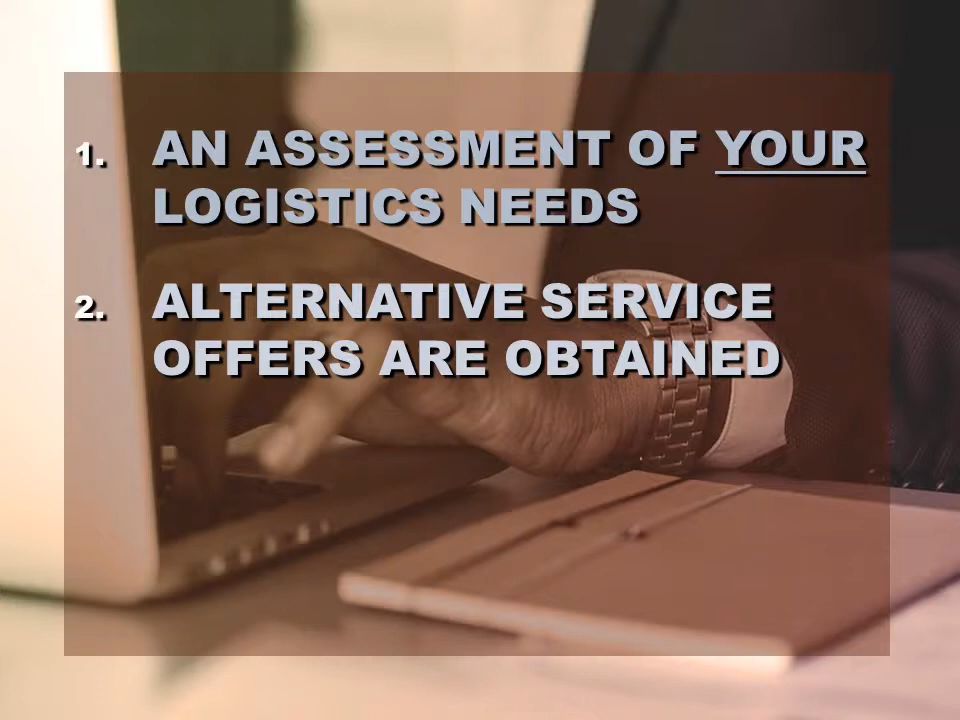 1. AN ASSESSMENT OF YOUR
LOGISTICS NEEDS
2. ALTERNATIVE SERVICE
OFFERS ARE OBTAINED